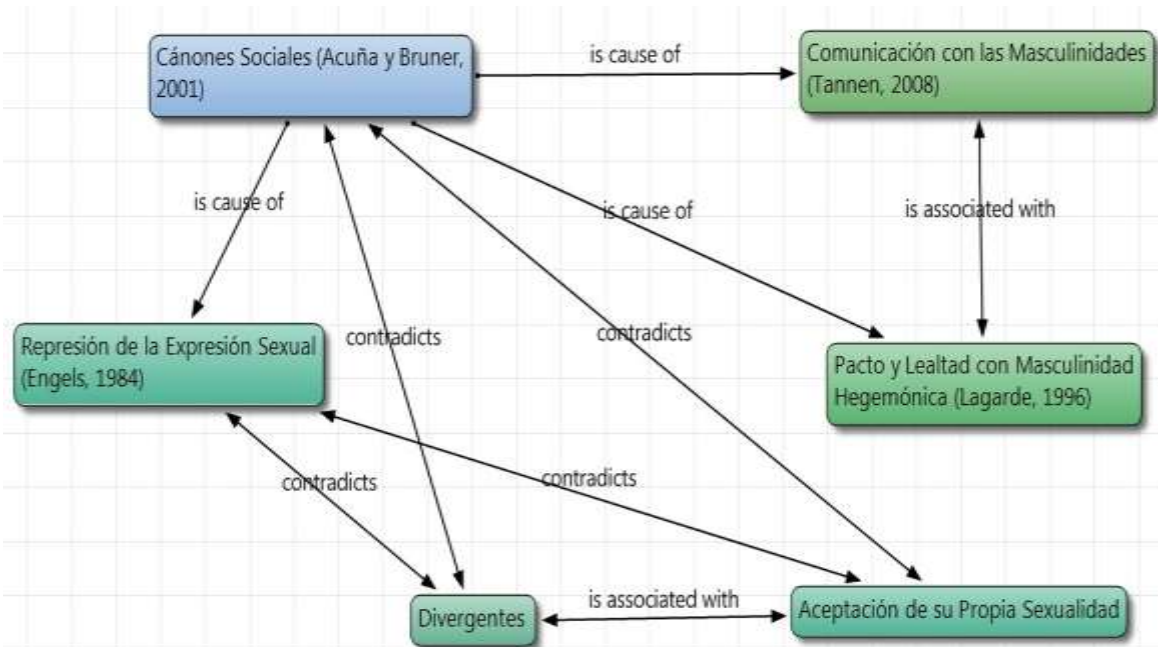 Cánones Sociales (Acuña y Bruner,
2001)
is cause of
Comunicación con las Masculinidades
(Tannen, 2008)
is cause of
is cause of
is associated with
Represión de la Expresión Sexual
(Engels, 1984)
contradicts
contradicts
Pacto y Lealtad con Masculinidad
Hegemónica (Lagarde, 1996)
contradicts
contradicts
Divergentes
is associated with
Aceptación de su Propia Sexualidad